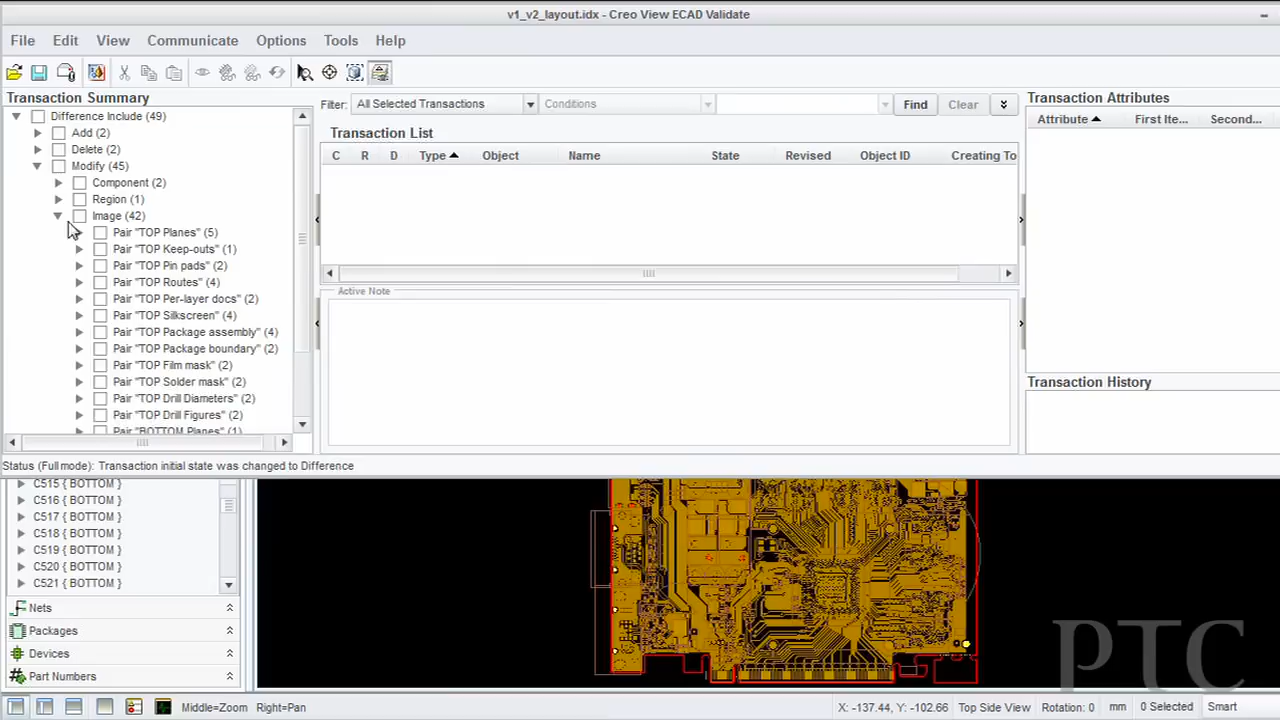 v1_v2_layout.idx - Creo View ECAD Validate
File Edit View Communicate Options Tools Help
Transaction Summary
Difference Include (49)
Add (2)
Delete (2)
Modify (45)
Component (2)
Region (1)
Image (42)
Pair "TOP Planes" (5)
Pair "TOP Keep-outs" (1)
Pair "TOP Pin pads" (2)
Pair "TOP Routes" (4)
Pair "TOP Per-layer docs" (2)
Pair "TOP Silkscreen" (4)
Pair "TOP Package assembly" (4)
Pair "TOP Package boundary" (2)
Pair "TOP Film mask" (2)
Pair "TOP Solder mask" (2)
Pair "TOP Drill Diameters" (2)
Pair "TOP Drill Figures" (2)
Pair "BOTTOM Planes" (1)
Filter: All Selected Transactions Conditions Find Clear
Transaction List
C R D Type Object Name State Revised Object ID Creating To
Active Note
Transaction Attributes
Attribute First Ite... Second...
Transaction History
Status (Full mode): Transaction initial state was changed to Difference
C515 { BOTTOM }
C516 { BOTTOM }
C517 { BOTTOM }
C518 { BOTTOM }
C519 { BOTTOM }
C520 { BOTTOM }
C521 { BOTTOM }
Nets
Packages
Devices
Part Numbers
PTC
Middle=Zoom Right=Pan X: -137.44, Y: -102.66 Top Side View Rotation: 0 mm 0 Selected Smart